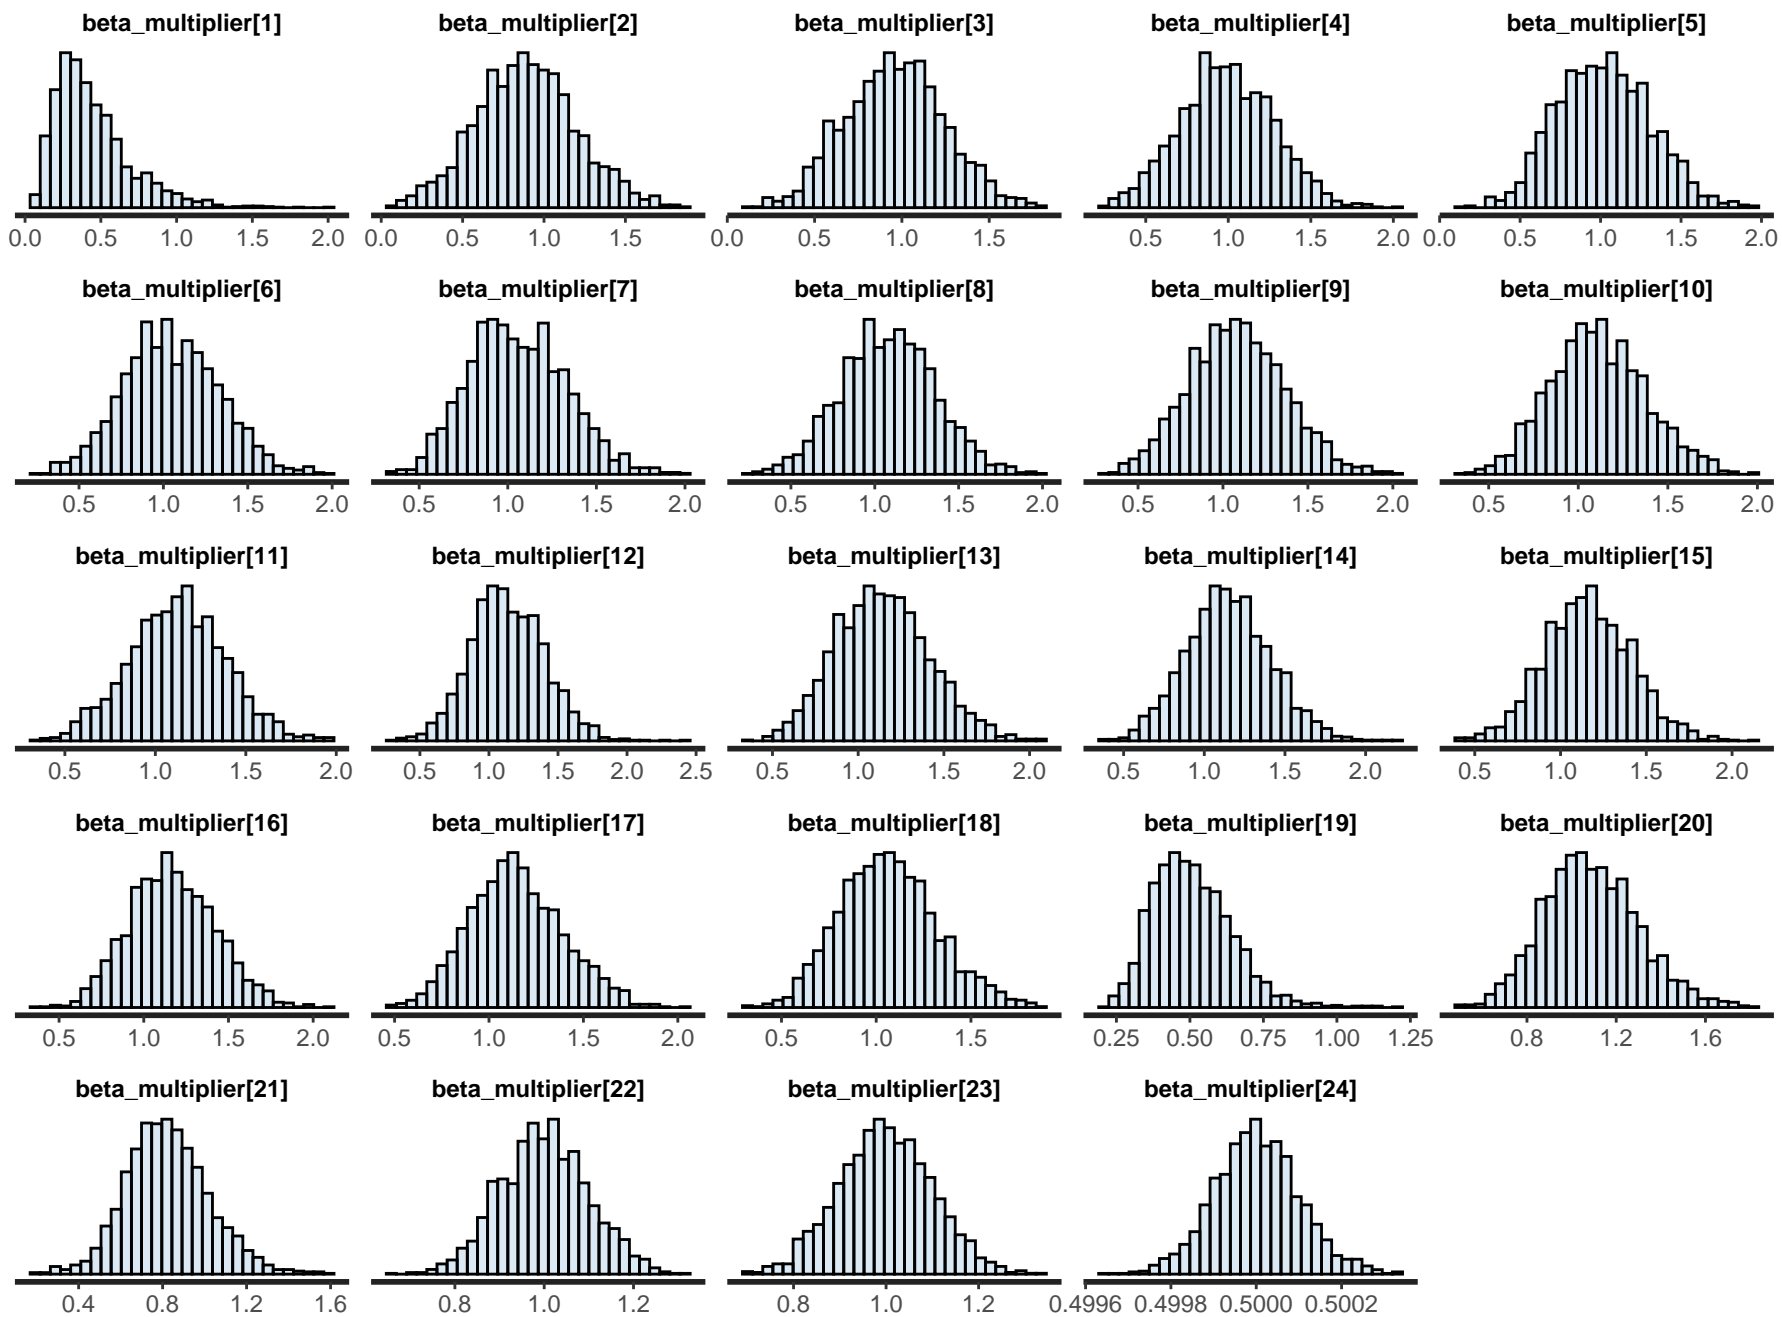 beta_multiplier[1] beta_multiplier[2] beta_multiplier[3] beta_multiplier[4] beta_multiplier[5]
0.0 0.5 1.0 1.5 2.0 0.0 0.5 1.0 1.5 0.0 0.5 1.0 1.5 0.5 1.0 1.5 2.0 0.0 0.5 1.0 1.5 2.0
beta_multiplier[6] beta_multiplier[7] beta_multiplier[8] beta_multiplier[9] beta_multiplier[10]
0.5 1.0 1.5 2.0 0.5 1.0 1.5 2.0 0.5 1.0 1.5 2.0 0.5 1.0 1.5 2.0 0.5 1.0 1.5 2.0
beta_multiplier[11] beta_multiplier[12] beta_multiplier[13] beta_multiplier[14] beta_multiplier[15]
0.5 1.0 1.5 2.0 0.5 1.0 1.5 2.0 2.5 0.5 1.0 1.5 2.0 0.5 1.0 1.5 2.0 0.5 1.0 1.5 2.0
beta_multiplier[16] beta_multiplier[17] beta_multiplier[18] beta_multiplier[19] beta_multiplier[20]
0.5 1.0 1.5 2.0 0.5 1.0 1.5 2.0 0.5 1.0 1.5 0.25 0.50 0.75 1.00 1.25 0.8 1.2 1.6
beta_multiplier[21] beta_multiplier[22] beta_multiplier[23] beta_multiplier[24]
0.4 0.8 1.2 1.6 0.8 1.0 1.2 0.8 1.0 1.2 0.4996 0.4998 0.5000 0.5002